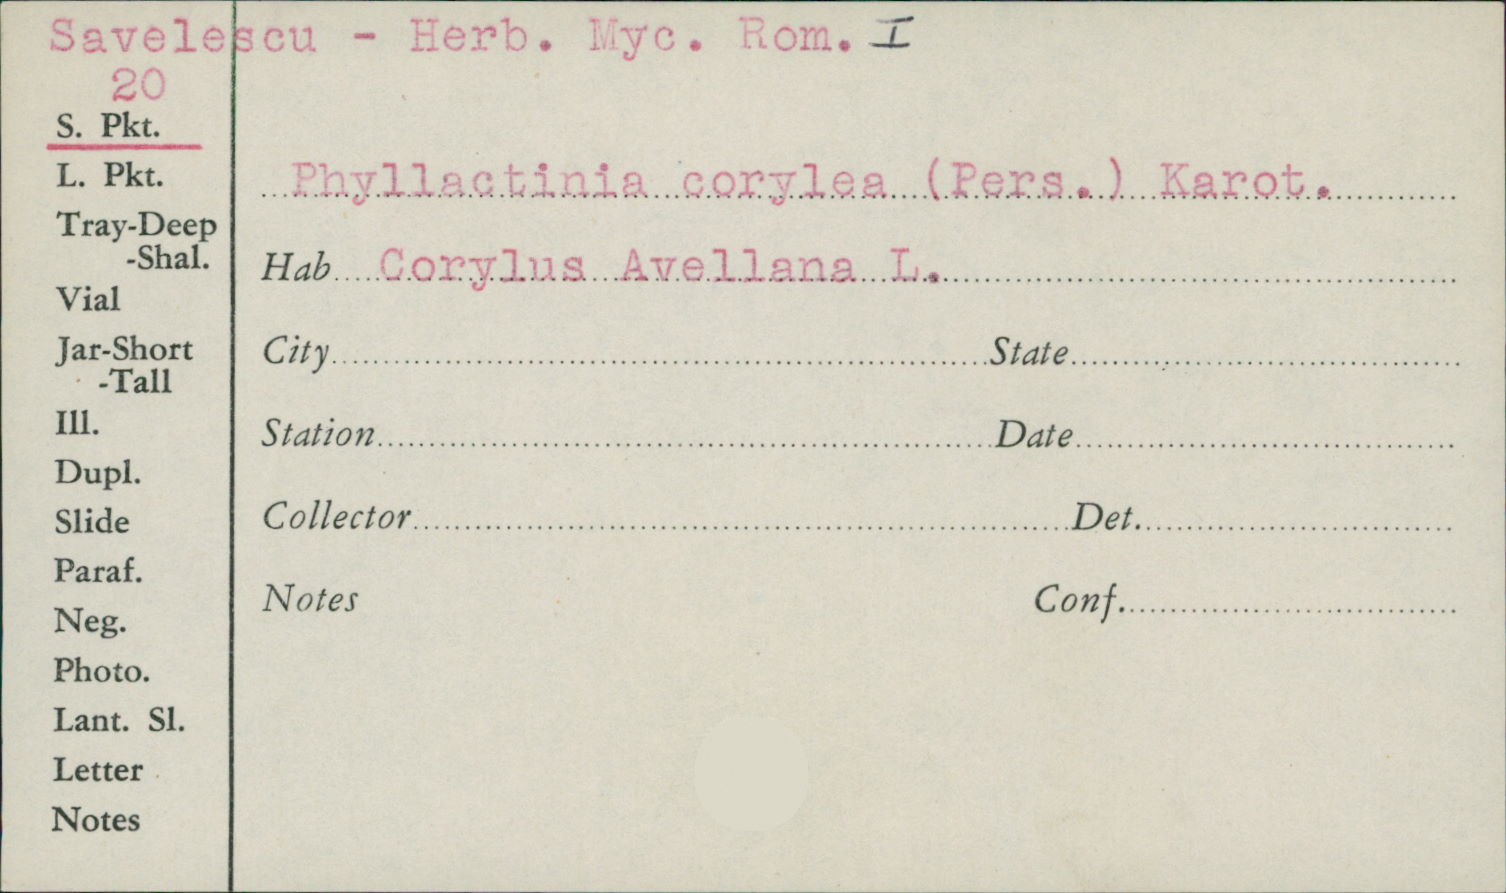 Savelescu - Herb. Myc. Rom. I
20
S. Pkt.
L. Pkt.
Tray-Deep
-Shal.
Vial
Jar-Short
-Tall
Ill.
Dupl.
Slide
Paraf.
Neg.
Photo.
Lant. Sl.
Letter
Notes
Phyllactinia corylea (Pers.) Karot.
Hab Corylus Avellana L.
City State
Station Date
Collector Det.
Notes Conf.